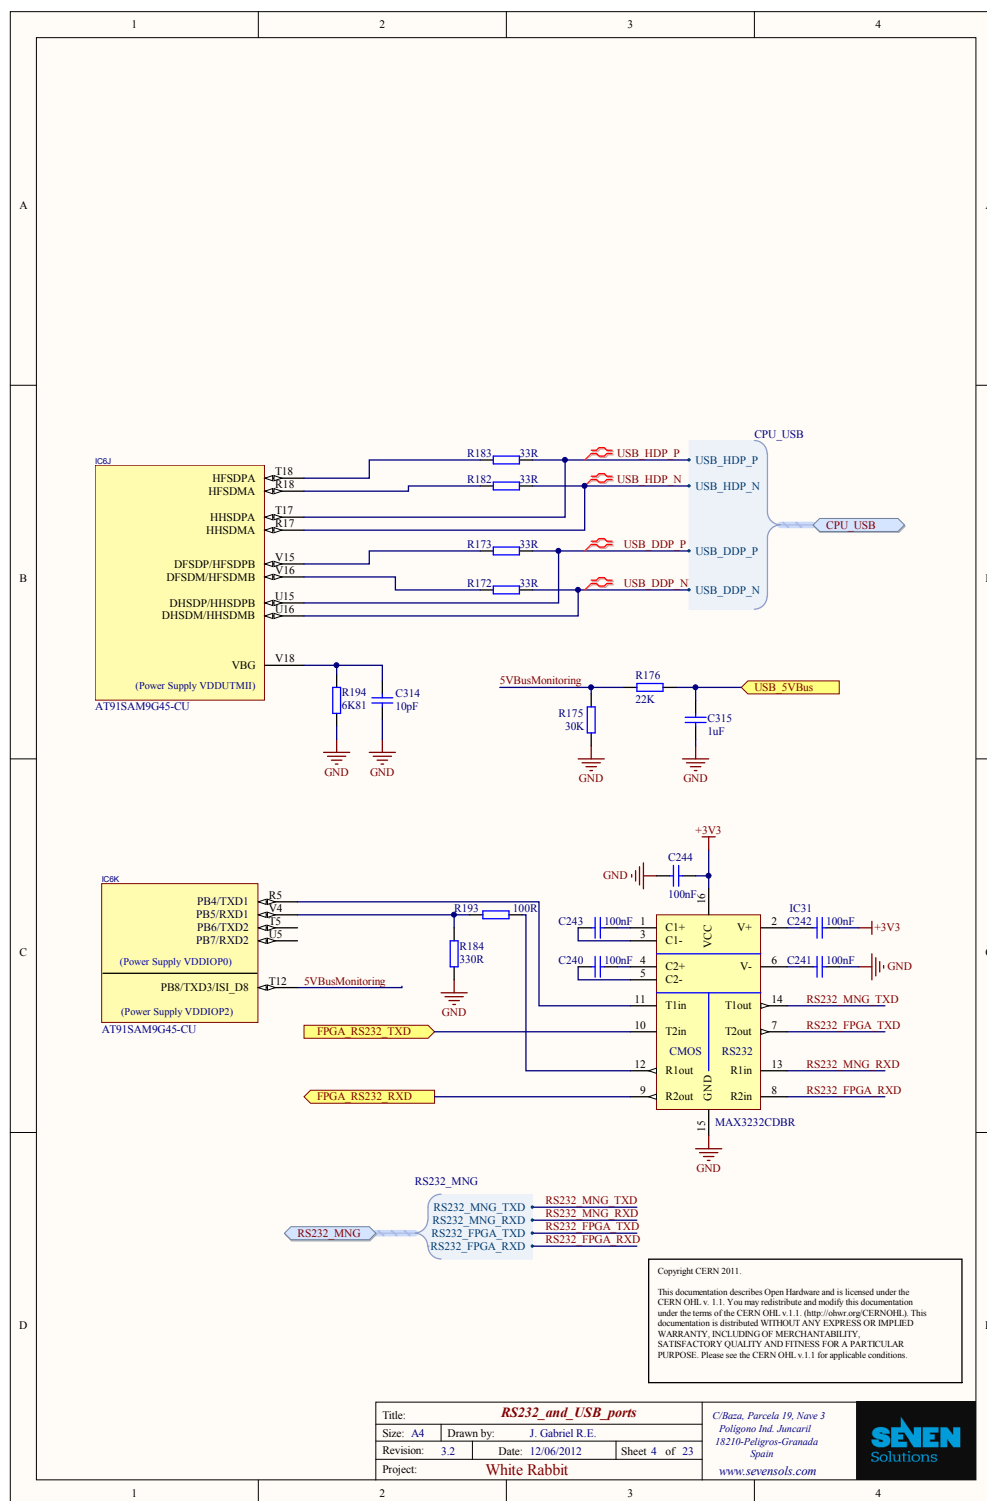 1 2 3 4
A
CPU_USB
IC6J
HFSDPA T18 R183 33R USB_HDP_P USB_HDP_P
HFSDMA R18 R182 33R USB_HDP_N USB_HDP_N
HHSDPA T17
HHSDMA R17
CPU_USB
DFSDP/HFSDPB V15 R173 33R USB_DDP_P USB_DDP_P
B
DFSDM/HFSDMB V16 R172 33R USB_DDP_N USB_DDP_N
DHSDP/HHSDPB U15
DHSDM/HHSDMB U16
VBG V18
(Power Supply VDDUTMII)
AT91SAM9G45-CU
R194
6K81
C314
10pF
GND GND
5VBusMonitoring R176 22K USB_5VBus
R175
30K
C315
1uF
GND GND
+3V3
C244
GND
100nF
16
IC6K
PB4/TXD1 R5
PB5/RXD1 V4 R193 100R
PB6/TXD2 T5
PB7/RXD2 U5
(Power Supply VDDIOP0)
R184
330R
GND
PB8/TXD3/ISI_D8 T12 5VBusMonitoring
(Power Supply VDDIOP2)
AT91SAM9G45-CU
C
IC31
C243 100nF 1 C1+ VCC V+ 2 C242 100nF +3V3
3 C1-
C240 100nF 4 C2+ V- 6 C241 100nF GND
5 C2-
11 T1in T1out 14 RS232_MNG_TXD
FPGA_RS232_TXD 10 T2in T2out 7 RS232_FPGA_TXD
CMOS RS232
12 R1out R1in 13 RS232_MNG_RXD
FPGA_RS232_RXD 9 R2out GND R2in 8 RS232_FPGA_RXD
15 MAX3232CDBR
GND
RS232_MNG
RS232_MNG_TXD RS232_MNG_TXD
RS232_MNG_RXD RS232_MNG_RXD
RS232_MNG RS232_FPGA_TXD RS232_FPGA_TXD
RS232_FPGA_RXD RS232_FPGA_RXD
D
Copyright CERN 2011.
This documentation describes Open Hardware and is licensed under the
CERN OHL v. 1.1. You may redistribute and modify this documentation
under the terms of the CERN OHL v.1.1. (http://ohwr.org/CERNOHL). This
documentation is distributed WITHOUT ANY EXPRESS OR IMPLIED
WARRANTY, INCLUDING OF MERCHANTABILITY,
SATISFACTORY QUALITY AND FITNESS FOR A PARTICULAR
PURPOSE. Please see the CERN OHL v.1.1 for applicable conditions.
Title: RS232_and_USB_ports
Size: A4 Drawn by: J. Gabriel R.E.
Revision: 3.2 Date: 12/06/2012 Sheet 4 of 23
Project: White Rabbit
C/Baza, Parcela 19, Nave 3
Poligono Ind. Juncaril
18210-Peligros-Granada
Spain
www.sevensols.com
SEVEN
Solutions
1 2 3 4